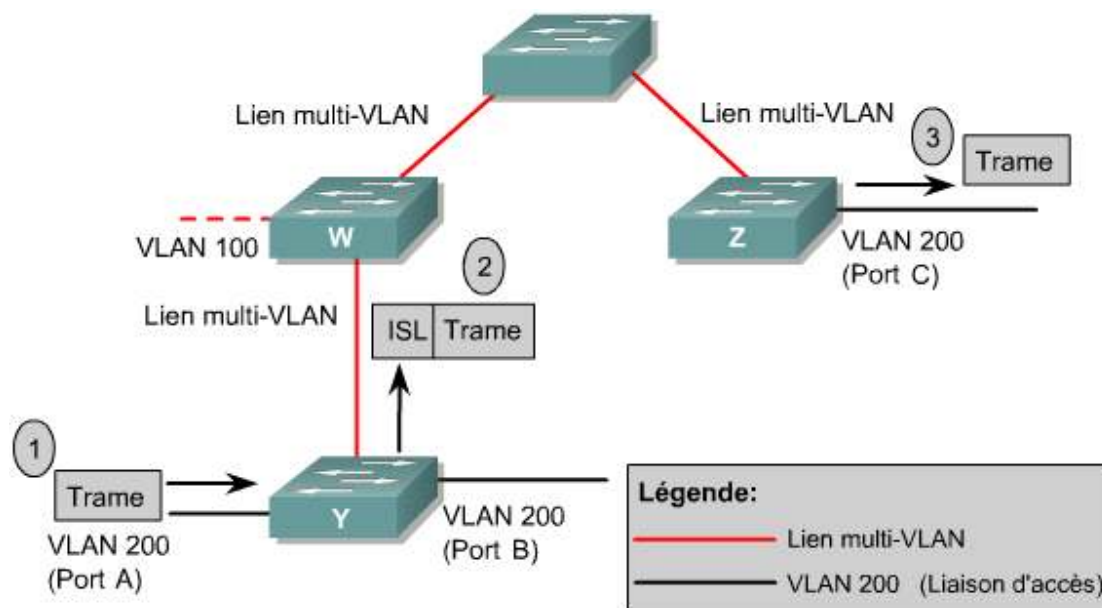 Lien multi-VLAN
Lien multi-VLAN
3
Trame
W
Z
VLAN 100
VLAN 200
(Port C)
2
Lien multi-VLAN
ISL Trame
1
Trame
VLAN 200
(Port A)
Y
VLAN 200
(Port B)
Légende:
Lien multi-VLAN
VLAN 200 (Liaison d'accès)